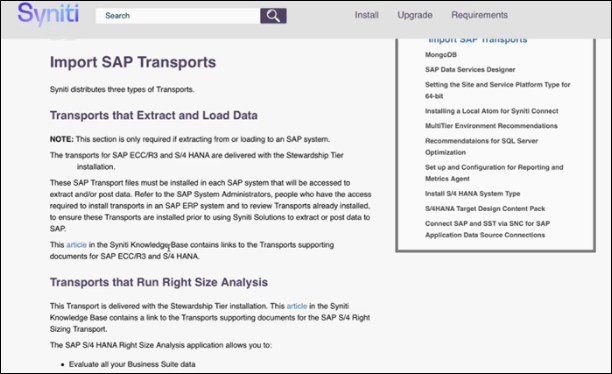 Syniti
Search
Install
Upgrade
Requirements
Import SAP Transports
Syniti distributes three types of Transports.
Transports that Extract and Load Data
NOTE: This section is only required if extracting from or loading to an SAP system.
The transports for SAP ECC/R3 and S/4 HANA are delivered with the Stewardship Tier
installation.
These SAP Transport files must be installed in each SAP system that will be accessed
to extract and/or post data. Refer to the SAP System Administrators, people who have the access
required to install transports in an SAP ERP system and to review Transports already installed,
to ensure these Transports are installed prior to using Syniti Solutions to extract or post data to
SAP.
This article in the Syniti Knowledge Base contains links to the Transports supporting
documents for SAP ECC/R3 and S/4 HANA.
Transports that Run Right Size Analysis
This Transport is delivered with the Stewardship Tier installation. This article in the Syniti
Knowledge Base contains a link to the Transports supporting documents for the SAP S/4 Right
Sizing Transport.
The SAP S/4 HANA Right Size Analysis application allows you to:
• Evaluate all your Business Suite data
Import SAP Transports
MongoDB
SAP Data Services Designer
Setting the Site and Service Platform Type for
64-bit
Installing a Local Atom for Syniti Connect
MultiTier Environment Recommendations
Recommendataions for SQL Server
Optimization
Set up and Configuration for Reporting and
Metrics Agent
Install S/4 HANA System Type
S/4HANA Target Design Content Pack
Connect SAP and SST via SNC for SAP
Application Data Source Connections